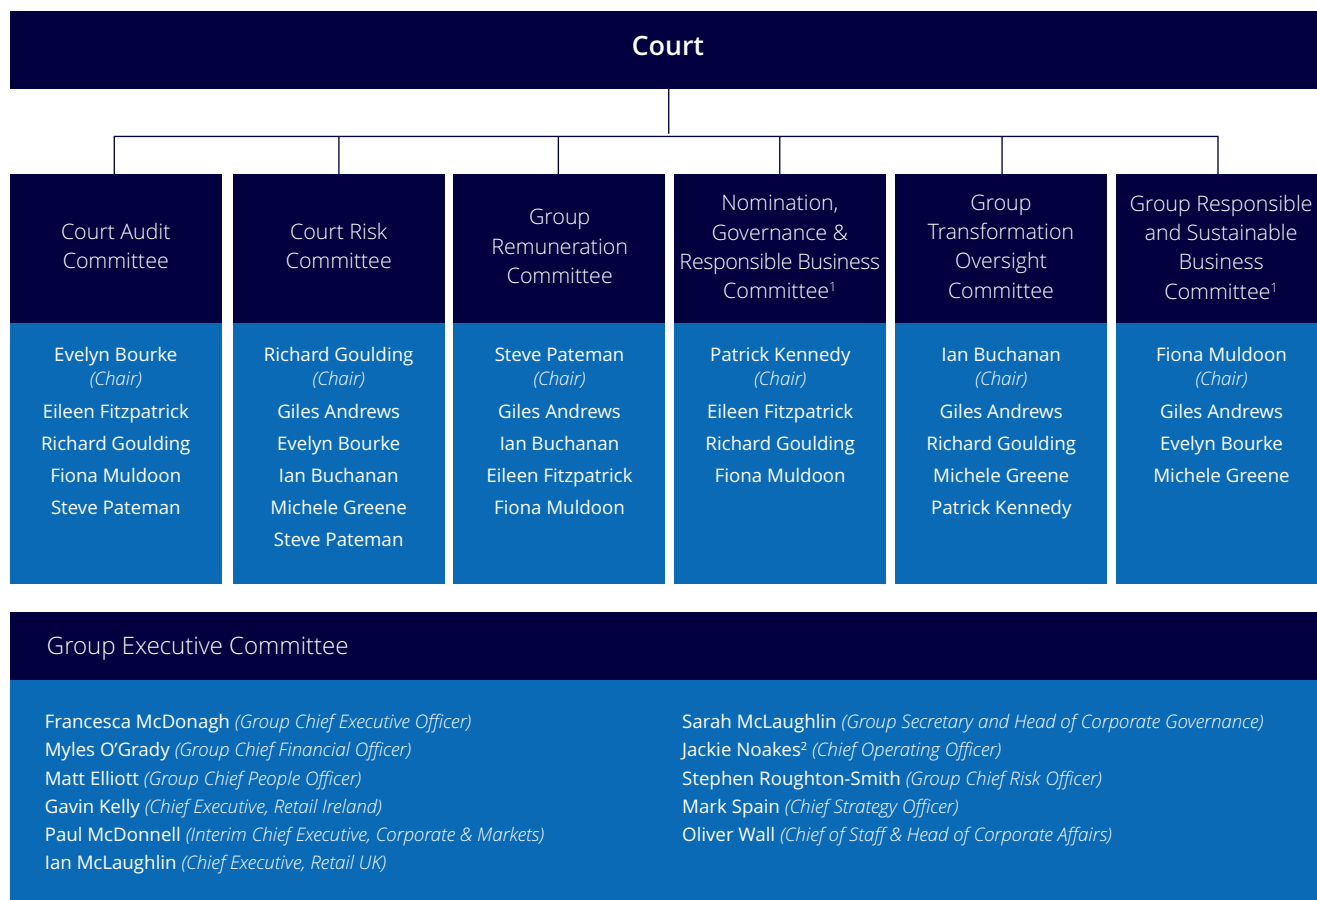 Court
Court Audit
Committee
Evelyn Bourke
(Chair)
Eileen Fitzpatrick
Richard Goulding
Fiona Muldoon
Steve Pateman
Court Risk
Committee
Richard Goulding
(Chair)
Giles Andrews
Evelyn Bourke
Ian Buchanan
Michele Greene
Steve Pateman
Group
Remuneration
Committee
Steve Pateman
(Chair)
Giles Andrews
Ian Buchanan
Eileen Fitzpatrick
Fiona Muldoon
Nomination,
Governance &
Responsible Business
Committee¹
Patrick Kennedy
(Chair)
Eileen Fitzpatrick
Richard Goulding
Fiona Muldoon
Group
Transformation
Oversight
Committee
Ian Buchanan
(Chair)
Giles Andrews
Richard Goulding
Michele Greene
Patrick Kennedy
Group Responsible
and Sustainable
Business
Committee¹
Fiona Muldoon
(Chair)
Giles Andrews
Evelyn Bourke
Michele Greene
Group Executive Committee
Francesca McDonagh (Group Chief Executive Officer)
Myles O’Grady (Group Chief Financial Officer)
Matt Elliott (Group Chief People Officer)
Gavin Kelly (Chief Executive, Retail Ireland)
Paul McDonnell (Interim Chief Executive, Corporate & Markets)
Ian McLaughlin (Chief Executive, Retail UK)
Sarah McLaughlin (Group Secretary and Head of Corporate Governance)
Jackie Noakes² (Chief Operating Officer)
Stephen Roughton-Smith (Group Chief Risk Officer)
Mark Spain (Chief Strategy Officer)
Oliver Wall (Chief of Staff & Head of Corporate Affairs)